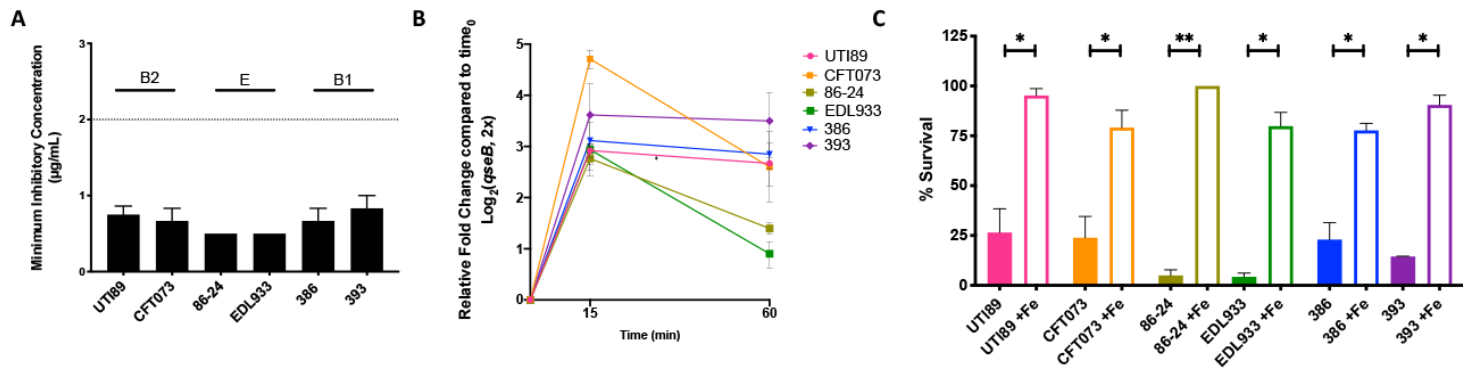 A
Minimum Inhibitory Concentration
(µg/mL)
3
2
1
0
B2
E
B1
UTI89
CFT073
86-24
EDL933
386
393
B
Relative Fold Change compared to time0
Log2(qseB, 2x)
5
4
3
2
1
0
15
60
Time (min)
*
UTI89
CFT073
86-24
EDL933
386
393
C
% Survival
125
100
75
50
25
0
*
*
**
*
*
*
UTI89
UTI89 +Fe
CFT073
CFT073 +Fe
86-24
86-24 +Fe
EDL933
EDL933 +Fe
386
386 +Fe
393
393 +Fe